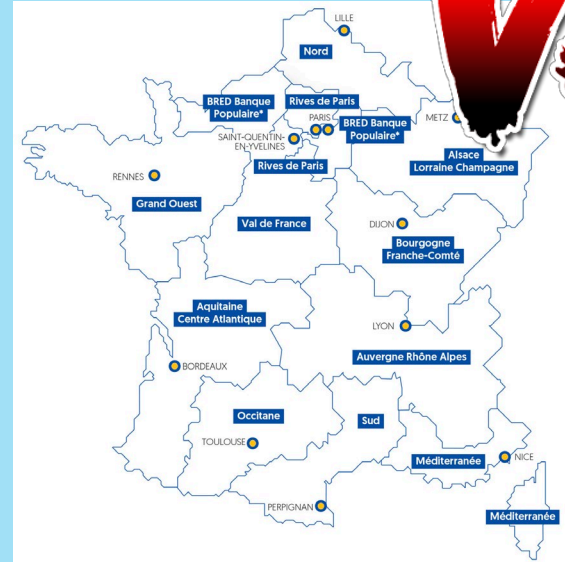 V
LILLE
Nord
BRED Banque
Populaire*
Rives de Paris
PARIS
BRED Banque
Populaire*
METZ
SAINT-QUENTIN-
EN-YVELINES
Rives de Paris
Alsace
Lorraine Champagne
RENNES
Grand Ouest
Val de France
DIJON
Bourgogne
Franche-Comté
Aquitaine
Centre Atlantique
LYON
Auvergne Rhône Alpes
BORDEAUX
Occitane
Sud
TOULOUSE
Méditerranée
NICE
PERPIGNAN
Méditerranée